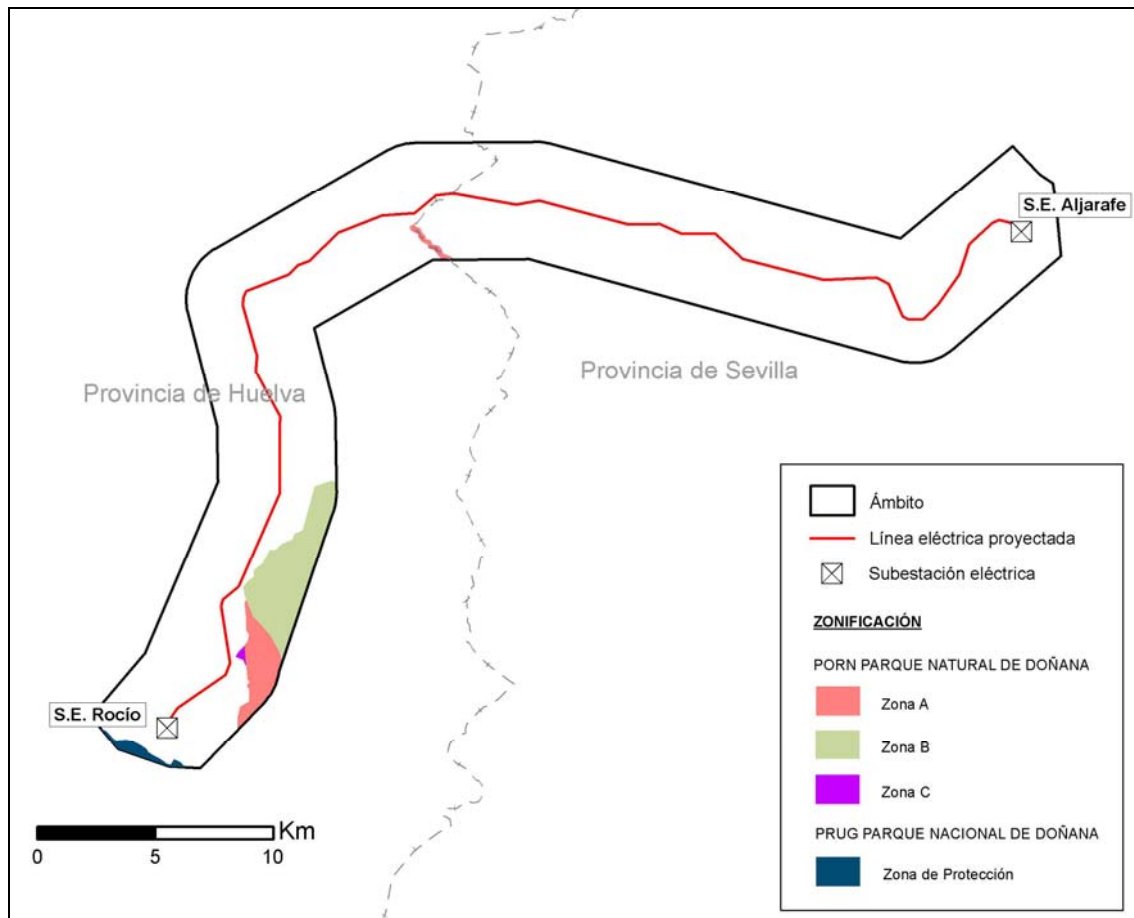 S.E. Aljarafe
Provincia de Sevilla
Provincia de Huelva
S.E. Rocío
Km
0 5 10
Ámbito
Línea eléctrica proyectada
Subestación eléctrica
ZONIFICACIÓN
PORN PARQUE NATURAL DE DOÑANA
Zona A
Zona B
Zona C
PRUG PARQUE NACIONAL DE DOÑANA
Zona de Protección